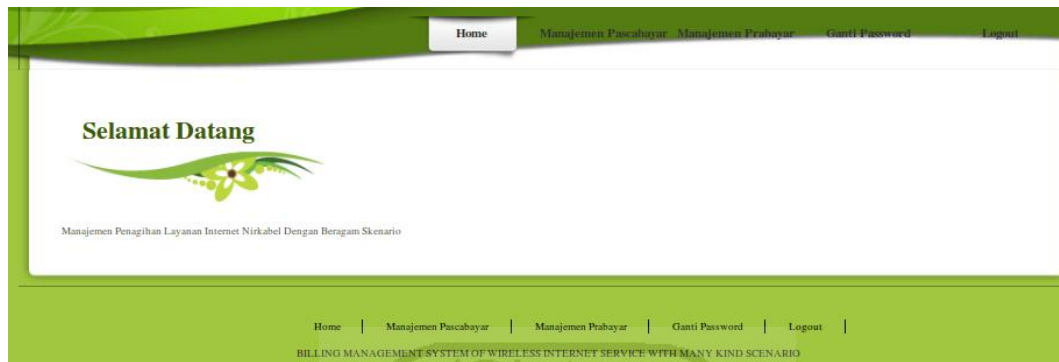 Home Manajemen Pascabayar Manajemen Prabayar Ganti Password Logout
Selamat Datang
Manajemen Penagihan Layanan Internet Nirkabel Dengan Beragam Skenario
Home | Manajemen Pascabayar | Manajemen Prabayar | Ganti Password | Logout |
BILLING MANAGEMENT SYSTEM OF WIRELESS INTERNET SERVICE WITH MANY KIND SCENARIO